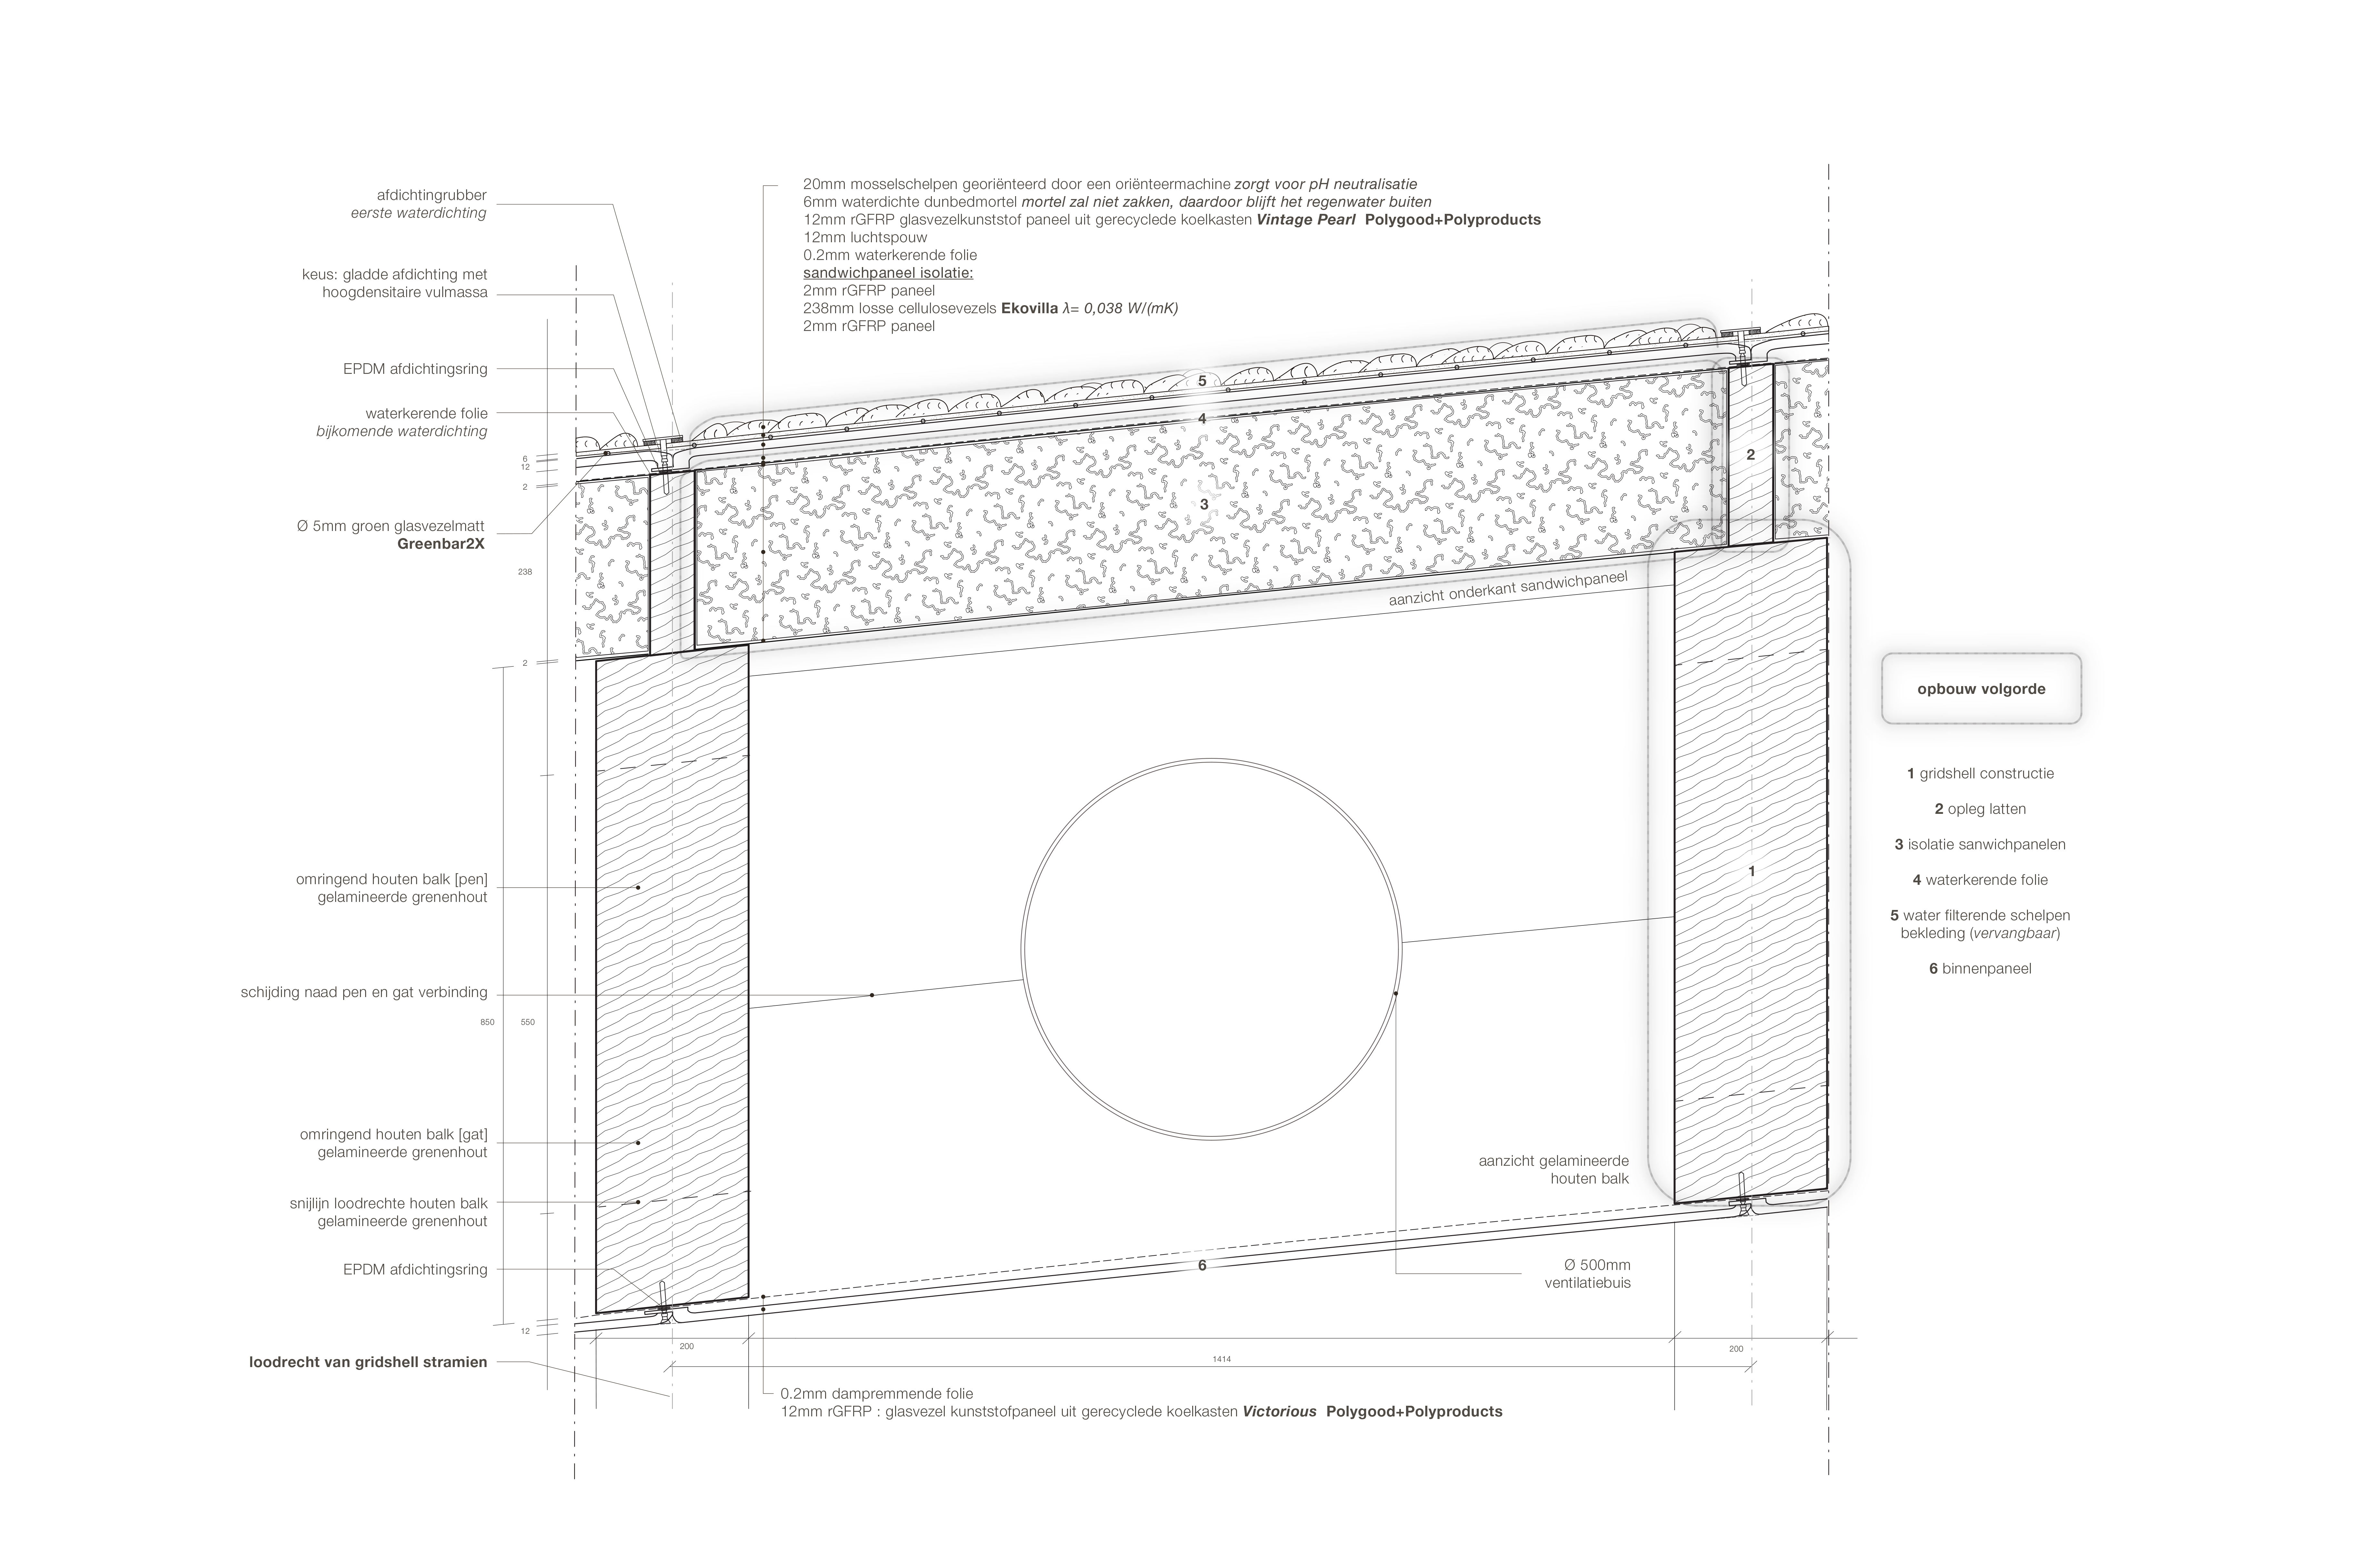 afdichtingrubber
eerste waterdichting
keus: gladde afdichting met
hoogdensitaire vulmassa
EPDM afdichtingsring
waterkerende folie
bijkomende waterdichting
Ø 5mm groen glasvezelmatt
Greenbar2X
20mm mosselschelpen georiënteerd door een oriënteermachine zorgt voor pH neutralisatie
6mm waterdichte dunbedmortel mortel zal niet zakken, daardoor blijft het regenwater buiten
12mm rGFRP glasvezelkunststof paneel uit gerecyclede koelkasten Vintage Pearl Polygood+Polyproducts
12mm luchtspouw
0.2mm waterkerende folie
sandwichpaneel isolatie:
2mm rGFRP paneel
238mm losse cellulosevezels Ekovilla λ= 0,038 W/(mK)
2mm rGFRP paneel
6
12
2
238
2
5
4
3
2
aanzicht onderkant sandwichpaneel
1
omringend houten balk [pen]
gelamineerde grenenhout
schijding naad pen en gat verbinding
850
550
omringend houten balk [gat]
gelamineerde grenenhout
snijlijn loodrechte houten balk
gelamineerde grenenhout
EPDM afdichtingsring
12
loodrecht van gridshell stramien
aanzicht gelamineerde
houten balk
6
Ø 500mm
ventilatiebuis
200
1414
200
0.2mm dampremmende folie
12mm rGFRP : glasvezel kunststofpaneel uit gerecyclede koelkasten Victorious Polygood+Polyproducts
opbouw volgorde
1 gridshell constructie
2 opleg latten
3 isolatie sanwichpanelen
4 waterkerende folie
5 water filterende schelpen
bekleding (vervangbaar)
6 binnenpaneel